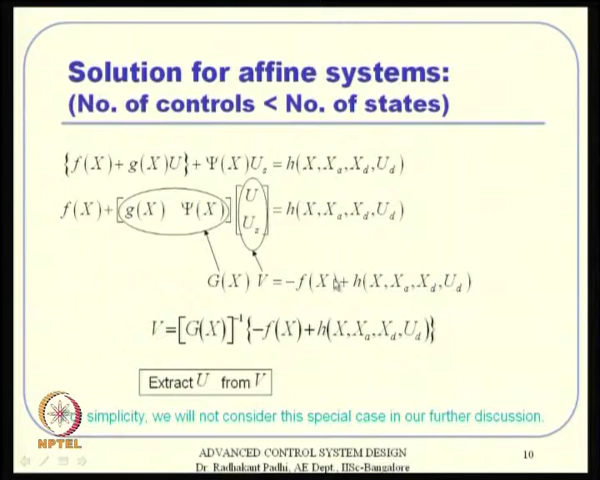 Solution for affine systems:
(No. of controls < No. of states)
{f(X)+g(X)U}+Ψ(X)U_s = h(X,X_a,X_d,U_d)
f(X)+[g(X) Ψ(X)][U U_s] = h(X,X_a,X_d,U_d)
G(X) V = -f(X)+h(X,X_a,X_d,U_d)
V = [G(X)]^-1 {-f(X)+h(X,X_a,X_d,U_d)}
Extract U from V
simplicity, we will not consider this special case in our further discussion.
NPTEL
ADVANCED CONTROL SYSTEM DESIGN
Dr. Radhakant Padhi, AE Dept., IISc-Bangalore
10